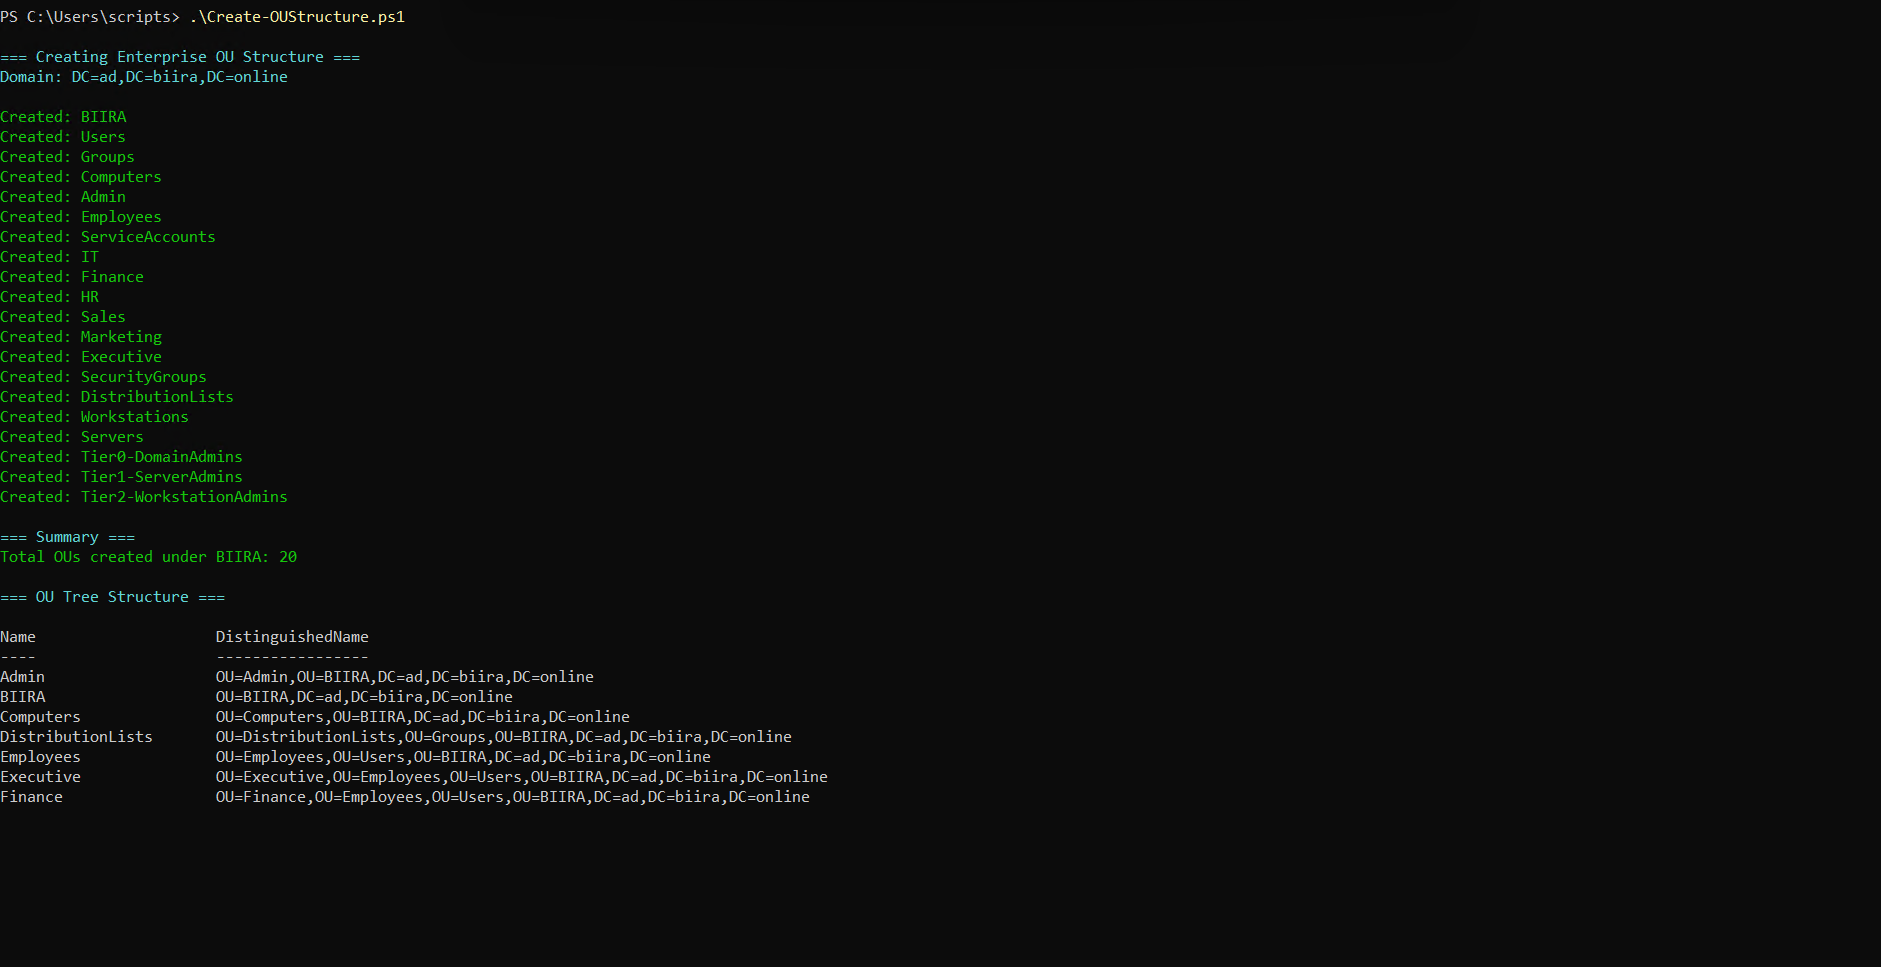 PS C:\Users\scripts> .\Create-OUStructure.ps1
=== Creating Enterprise OU Structure ===
Domain: DC=ad,DC=biira,DC=online
Created: BIIRA
Created: Users
Created: Groups
Created: Computers
Created: Admin
Created: Employees
Created: ServiceAccounts
Created: IT
Created: Finance
Created: HR
Created: Sales
Created: Marketing
Created: Executive
Created: SecurityGroups
Created: DistributionLists
Created: Workstations
Created: Servers
Created: Tier0-DomainAdmins
Created: Tier1-ServerAdmins
Created: Tier2-WorkstationAdmins
=== Summary ===
Total OUs created under BIIRA: 20
=== OU Tree Structure ===
Name                    DistinguishedName
----                    -----------------
Admin                   OU=Admin,OU=BIIRA,DC=ad,DC=biira,DC=online
BIIRA                   OU=BIIRA,DC=ad,DC=biira,DC=online
Computers               OU=Computers,OU=BIIRA,DC=ad,DC=biira,DC=online
DistributionLists       OU=DistributionLists,OU=Groups,OU=BIIRA,DC=ad,DC=biira,DC=online
Employees               OU=Employees,OU=Users,OU=BIIRA,DC=ad,DC=biira,DC=online
Executive               OU=Executive,OU=Employees,OU=Users,OU=BIIRA,DC=ad,DC=biira,DC=online
Finance                 OU=Finance,OU=Employees,OU=Users,OU=BIIRA,DC=ad,DC=biira,DC=online